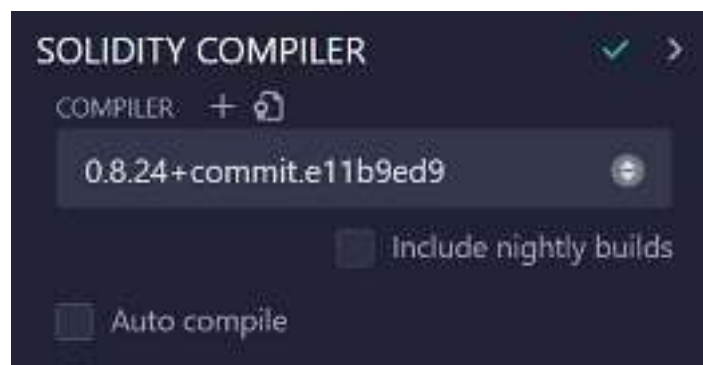 SOLIDITY COMPILER
COMPILER
0.8.24+commit.e11b9ed9
Include nightly builds
Auto compile